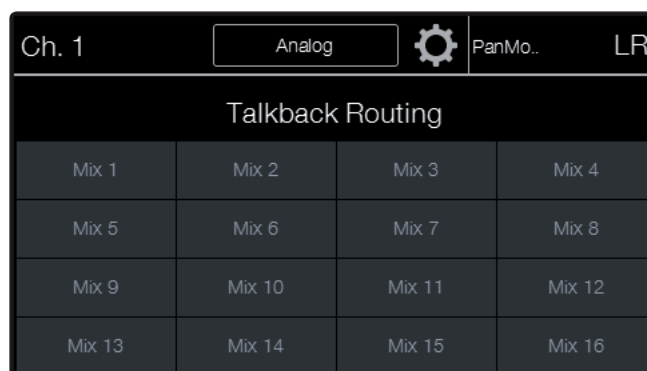 Ch. 1 Analog PanMo.. LR
Talkback Routing
Mix 1 Mix 2 Mix 3 Mix 4
Mix 5 Mix 6 Mix 7 Mix 8
Mix 9 Mix 10 Mix 11 Mix 12
Mix 13 Mix 14 Mix 15 Mix 16